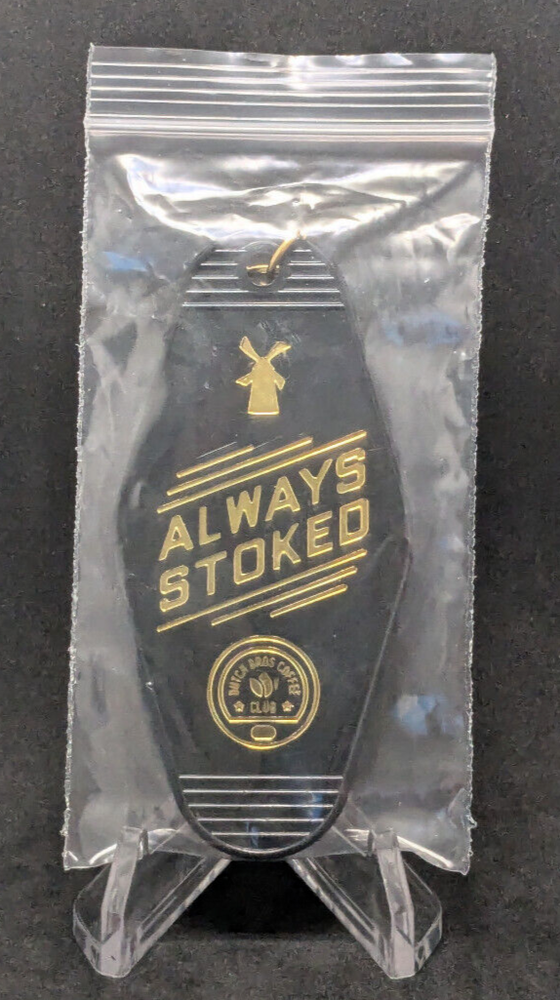 ALWAYS
STOKED
DUTCH BROS COFFEE
CLUB